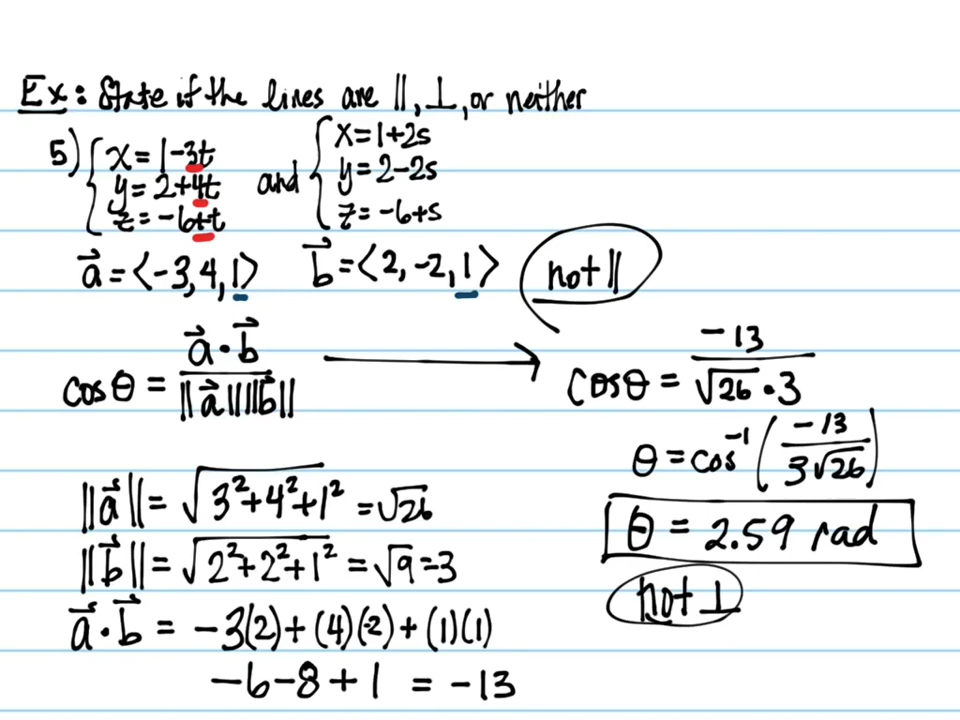 Ex: State if the lines are ||, ⊥, or neither
5) { x = 1-3t
y = 2+4t
z = -6+t
and
{ x = 1+2s
y = 2-2s
z = -6+s
a⃗ = ⟨-3, 4, 1⟩ b⃗ = ⟨2, -2, 1⟩ not ||
cosθ = a⃗·b⃗ / ||a⃗|| ||b⃗|| → cosθ = -13 / √26·3
θ = cos⁻¹(-13 / 3√26)
θ = 2.59 rad
not ⊥
||a⃗|| = √3²+4²+1² = √26
||b⃗|| = √2²+2²+1² = √9 = 3
a⃗·b⃗ = -3(2) + (4)(-2) + (1)(1)
-6-8+1 = -13